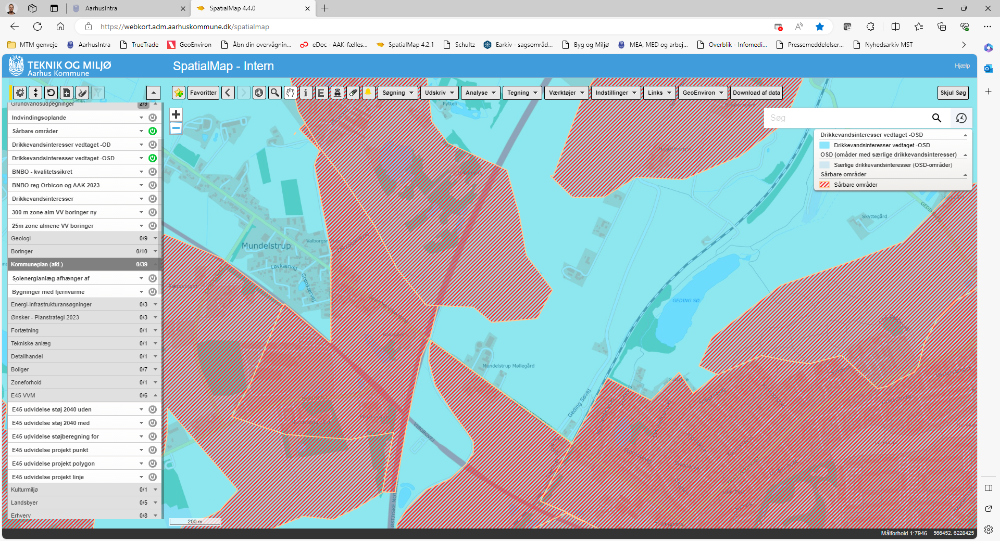 AarhusIntra
SpatialMap 4.4.0
https://webkort.adm.aarhuskommune.dk/spatialmap
MTM genveje
AarhusIntra
TrueTrade
GeoEnviron
Åbn din overvågnin...
eDoc - AAK-fælles...
SpatialMap 4.2.1
Schultz
Earkiv - sagsområd...
Byg og Miljø
MEA, MED og arbej...
Overblik - Infomedi...
Pressemeddelelser...
Nyhedsarkiv MST
TEKNIK OG MILJØ
Aarhus Kommune
SpatialMap - Intern
Hjælp
Favoritter
Søgning
Udskriv
Analyse
Tegning
Værktøjer
Indstillinger
Links
GeoEnviron
Download af data
Skjul Søg
Søg
Grundvandsudpegninger 2/9
Indvindingsoplande
Sårbare områder
Drikkevandsinteresser vedtaget -OD
Drikkevandsinteresser vedtaget -OSD
BNBO - kvalitetssikret
BNBO reg Orbicon og AAK 2023
Drikkevandsinteresser
300 m zone alm VV boringer ny
25m zone almene VV boringer
Geologi 0/9
Boringer 0/10
Kommuneplan (afd.) 0/39
Solenergianlæg afhænger af
Bygninger med fjernvarme
Energi-infrastrukturansøgninger 0/3
Ønsker - Planstrategi 2023 0/3
Fortætning 0/1
Tekniske anlæg 0/1
Detailhandel 0/1
Boliger 0/7
Zoneforhold 0/1
E45 VVM 0/6
E45 udvidelse støj 2040 uden
E45 udvidelse støj 2040 med
E45 udvidelse støjberegning for
E45 udvidelse projekt punkt
E45 udvidelse projekt polygon
E45 udvidelse projekt linje
Kulturmiljø 0/1
Landsbyer 0/5
Erhverv 0/8
Drikkevandsinteresser vedtaget -OSD
Drikkevandsinteresser vedtaget -OSD
OSD (omåder med særlige drikkevandsinteresser)
Særlige drikkevandsinteresser (OSD-områder)
Sårbare områder
Sårbare områder
Pytten
Skyttegård
Mundelstrup
Lovkærvej
Grønkærvej
GEDING SØ
Mundelstrup Møllegård
Geding Søvej
VIBORGVEJ
200 m
Målforhold 1:7946
566452, 6228425